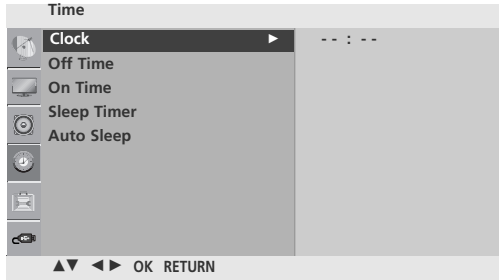 Time
Clock ► - - : - -
Off Time
On Time
Sleep Timer
Auto Sleep
▲▼ ◄► OK RETURN